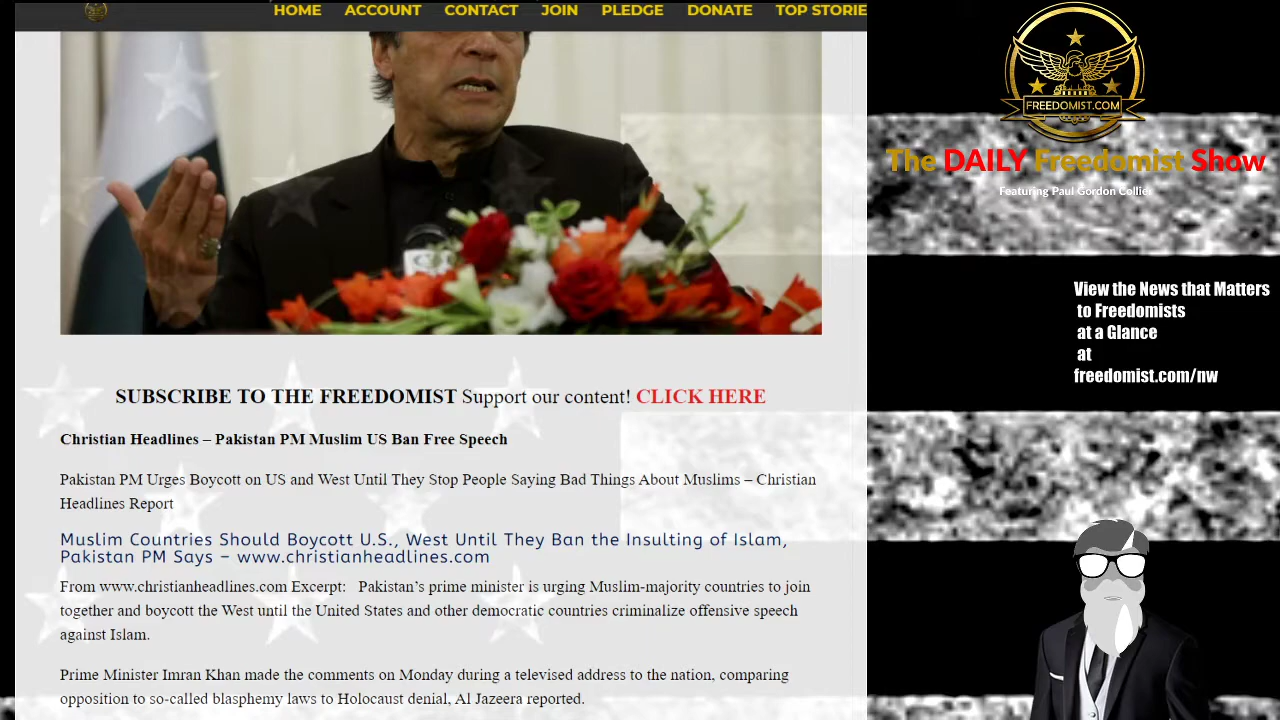 HOME ACCOUNT CONTACT JOIN PLEDGE DONATE TOP STORIE
FREEDOMIST.COM
The DAILY Freedomist Show
Featuring Paul Gordon Collie
View the News that Matters
to Freedomists
at a Glance
at
freedomist.com/nw
SUBSCRIBE TO THE FREEDOMIST Support our content! CLICK HERE
Christian Headlines – Pakistan PM Muslim US Ban Free Speech
Pakistan PM Urges Boycott on US and West Until They Stop People Saying Bad Things About Muslims – Christian
Headlines Report
Muslim Countries Should Boycott U.S., West Until They Ban the Insulting of Islam,
Pakistan PM Says – www.christianheadlines.com
From www.christianheadlines.com Excerpt: Pakistan’s prime minister is urging Muslim-majority countries to join
together and boycott the West until the United States and other democratic countries criminalize offensive speech
against Islam.
Prime Minister Imran Khan made the comments on Monday during a televised address to the nation, comparing
opposition to so-called blasphemy laws to Holocaust denial, Al Jazeera reported.